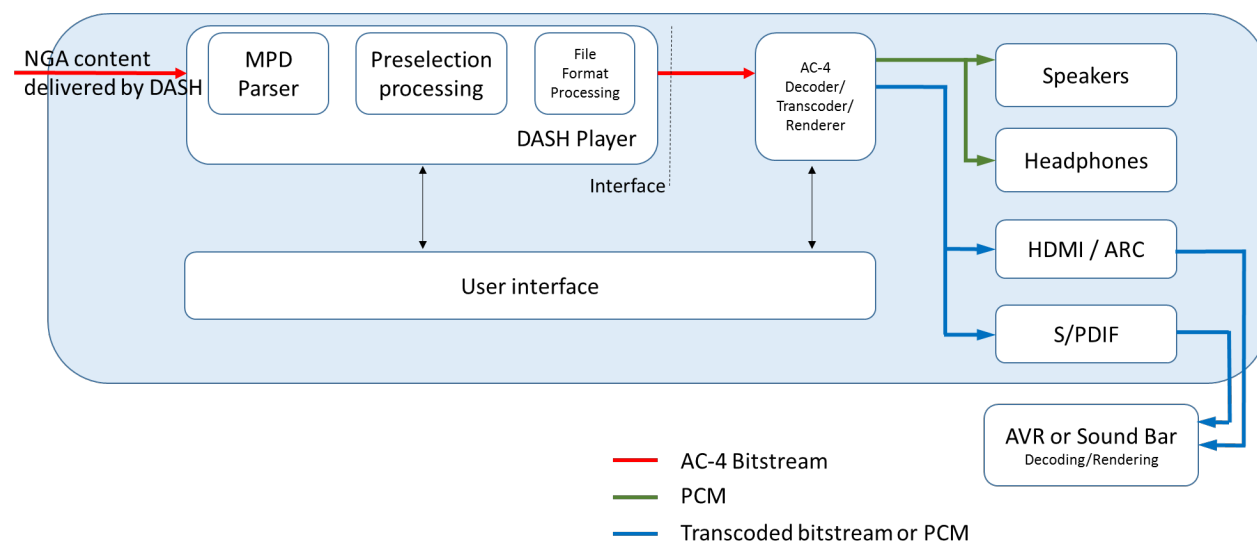 NGA content
delivered by DASH
MPD
Parser
Preselection
processing
File
Format
Processing
DASH Player
Interface
AC-4
Decoder/
Transcoder/
Renderer
Speakers
Headphones
HDMI / ARC
S/PDIF
User interface
AVR or Sound Bar
Decoding/Rendering
AC-4 Bitstream
PCM
Transcoded bitstream or PCM